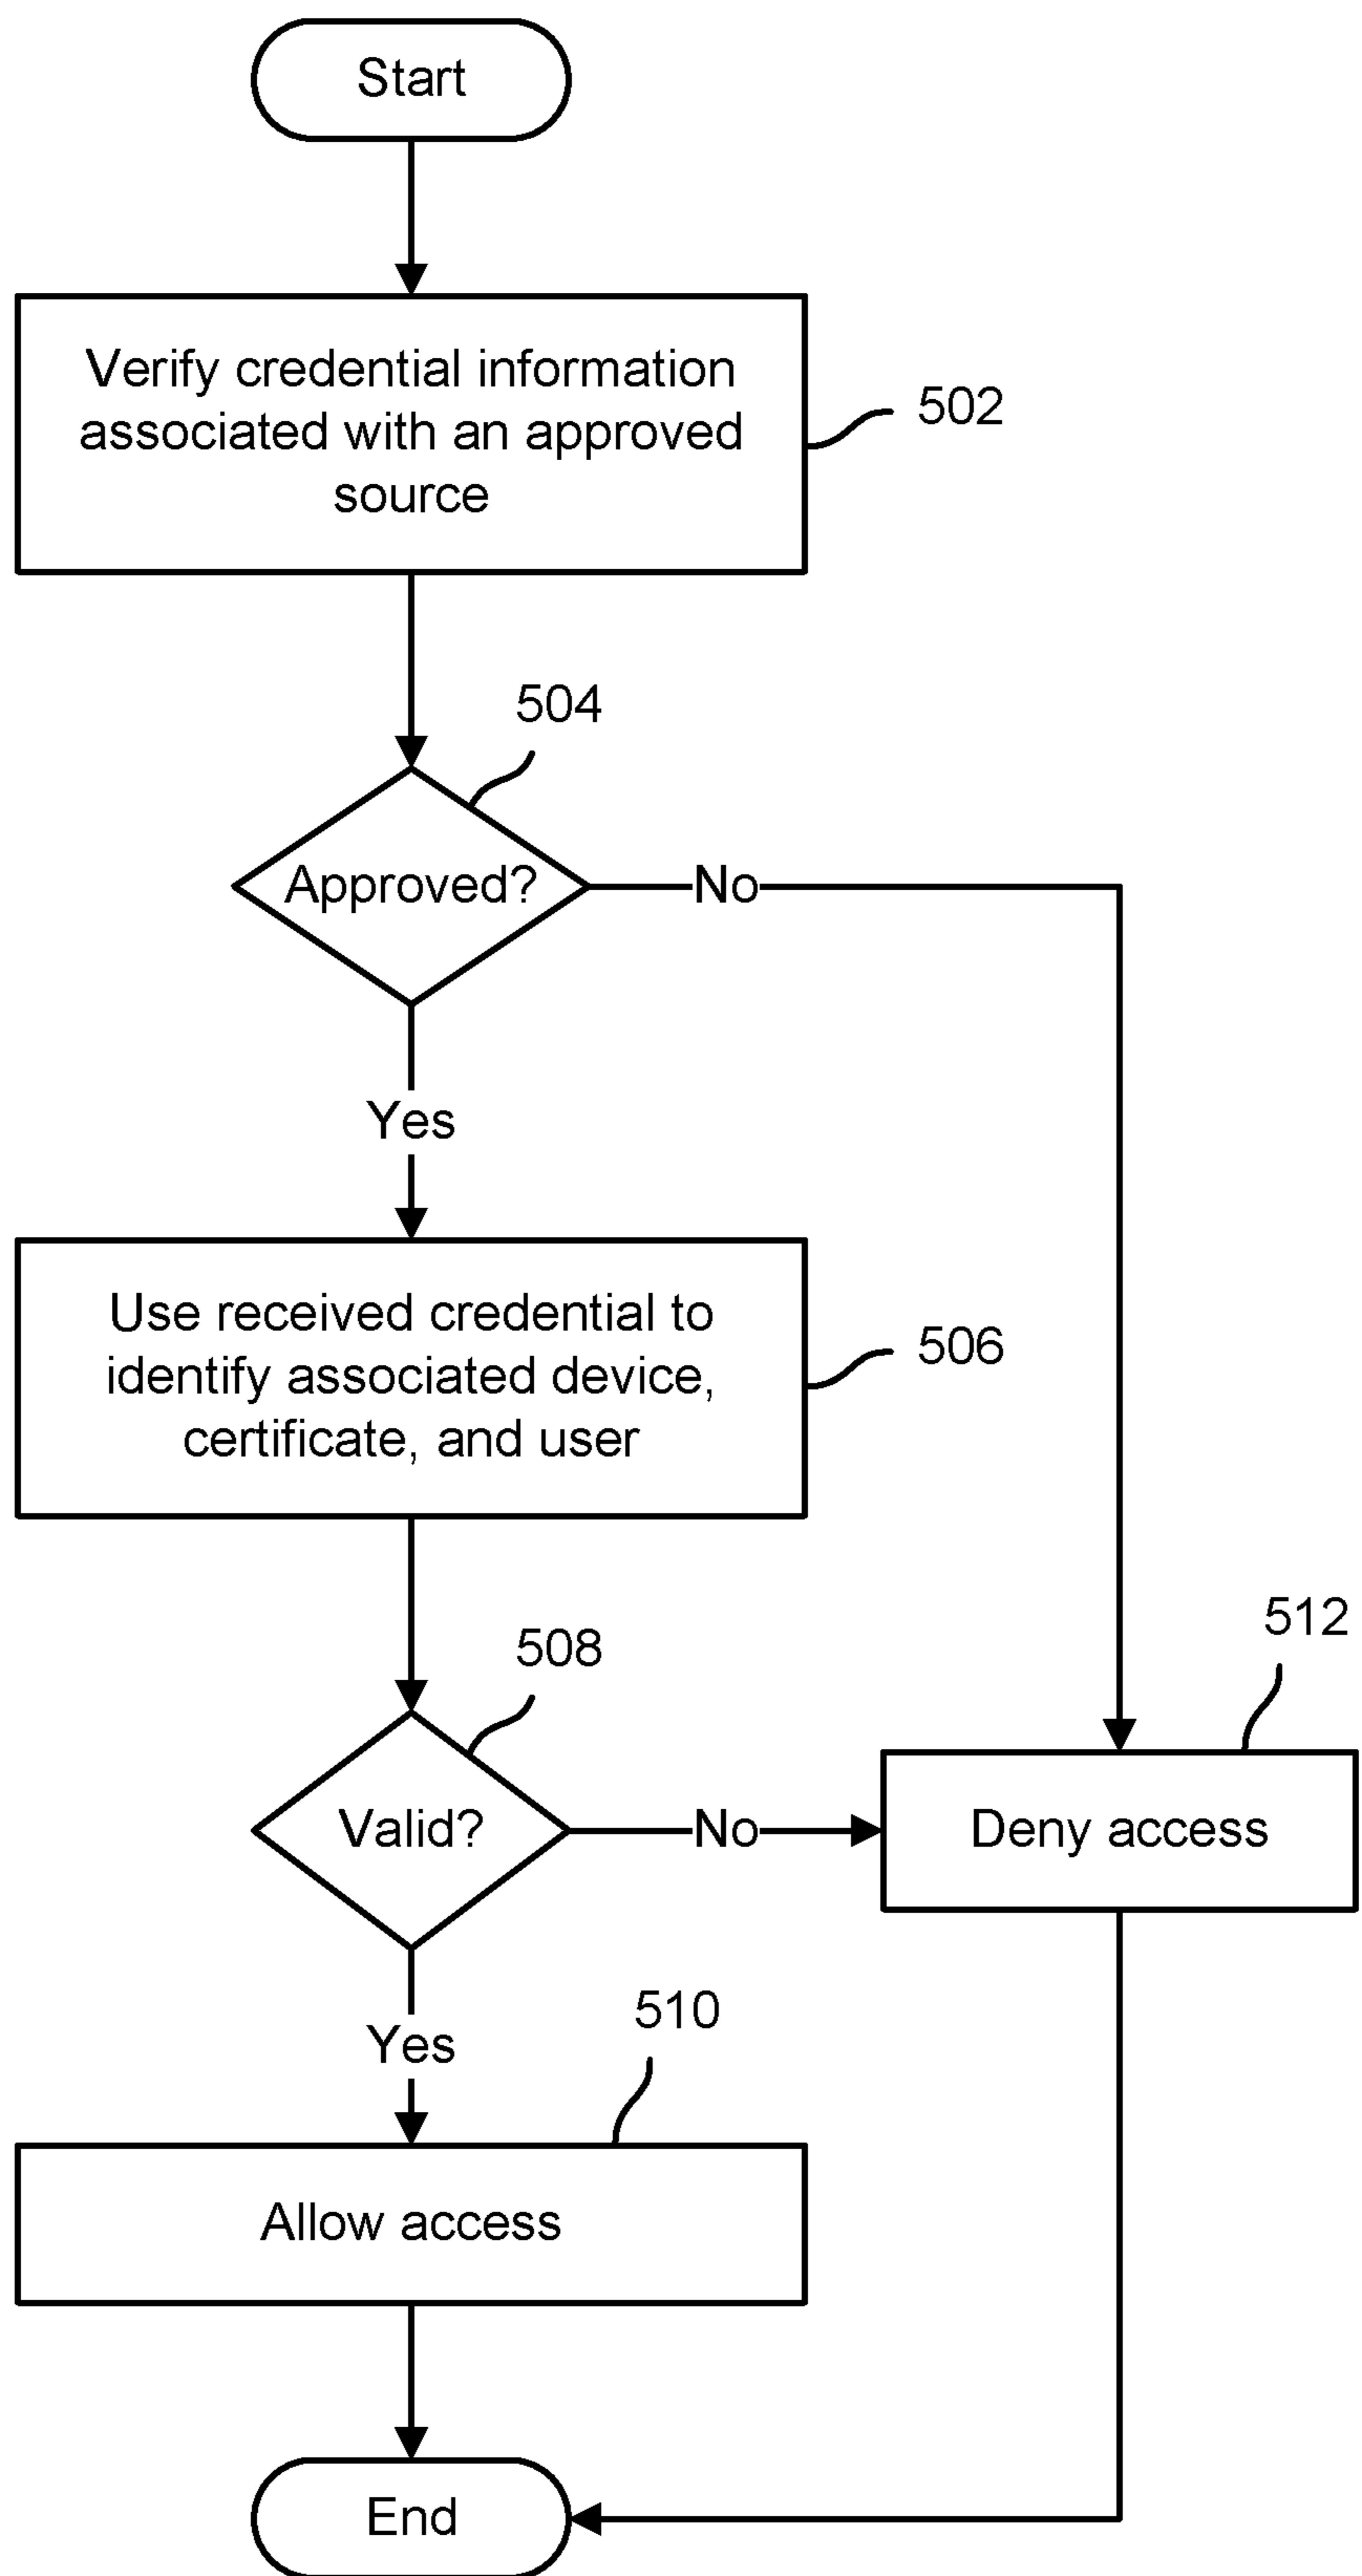 Start
Verify credential information
associated with an approved
source
502
504
Approved?
No
Yes
Use received credential to
identify associated device,
certificate, and user
506
508
512
Valid?
No
Deny access
Yes
510
Allow access
End